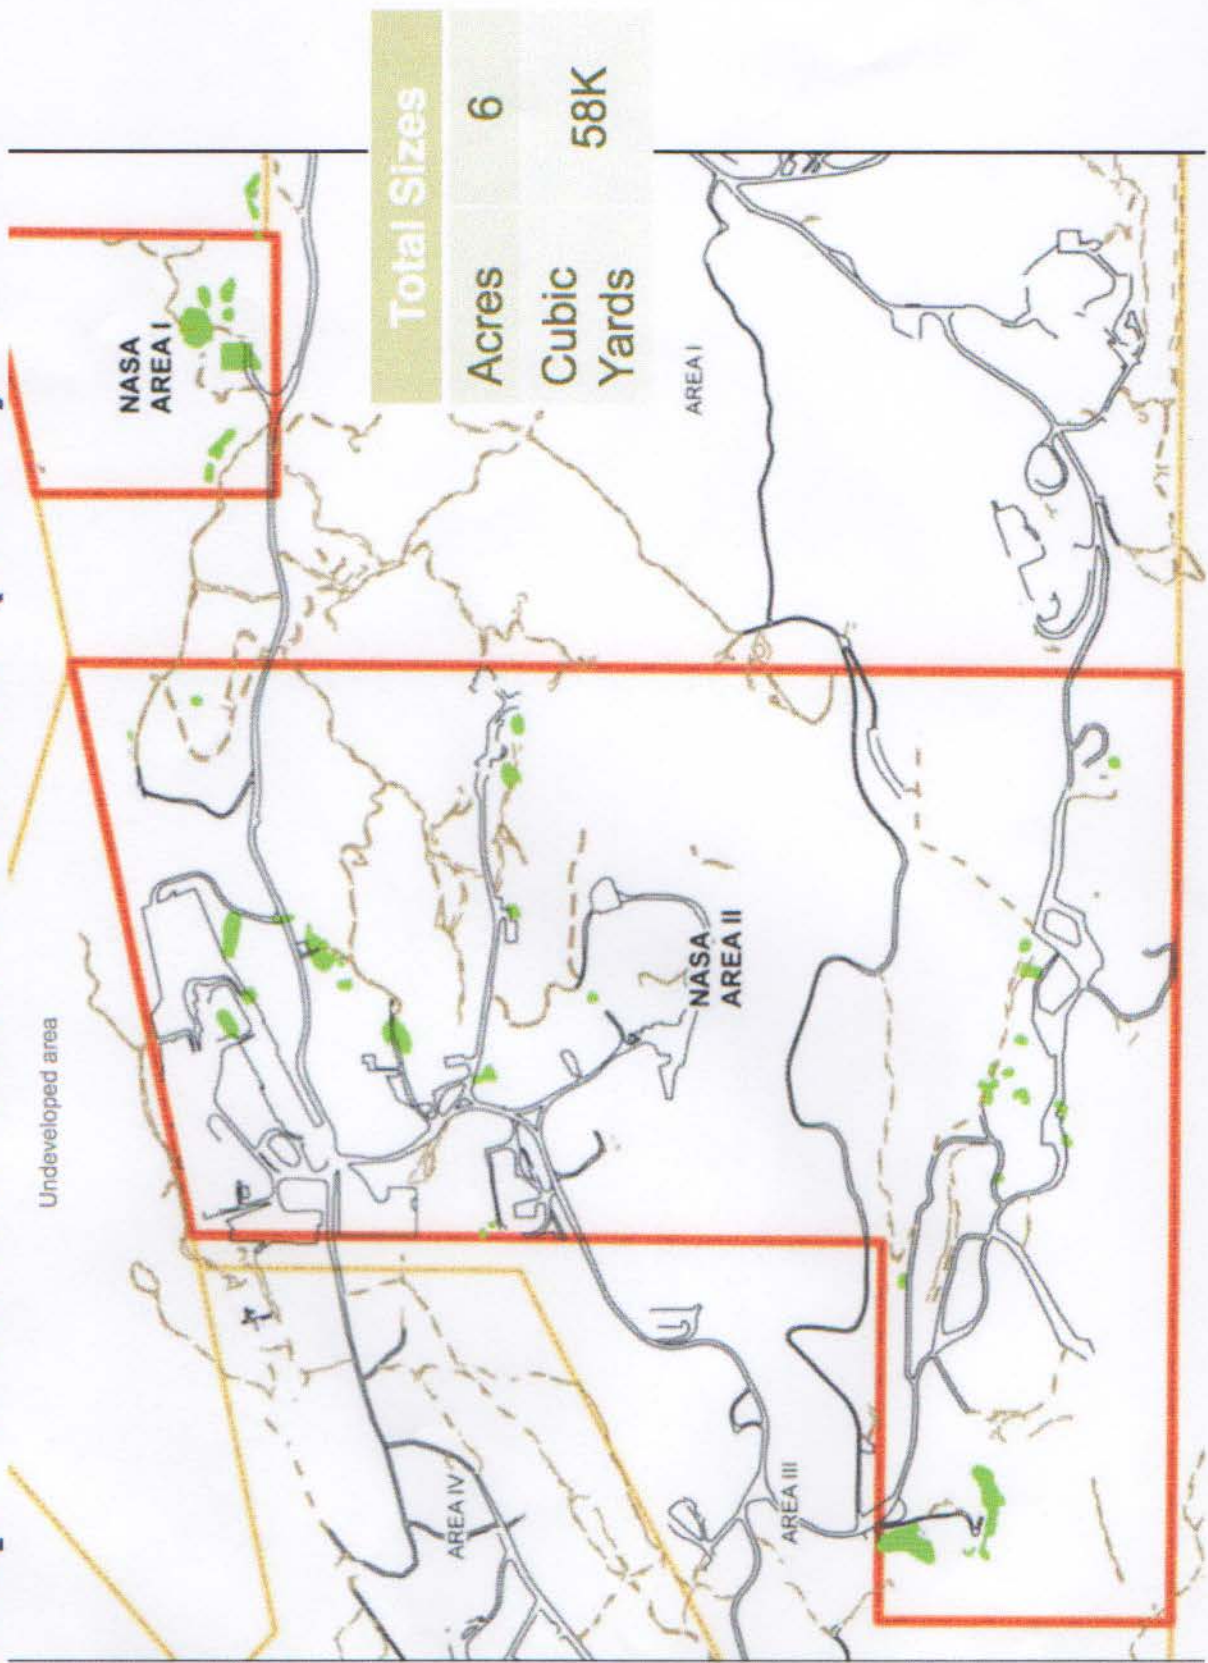 Undeveloped area
NASA
AREA I
Total Sizes
Acres 6
Cubic
Yards 58K
AREA I
NASA
AREA II
AREA IV
AREA III